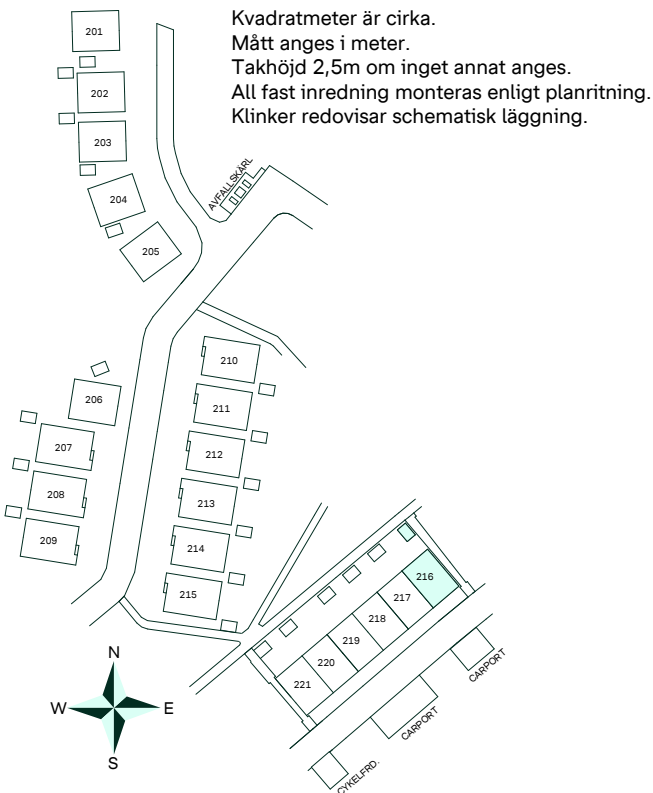 Kvadratmeter är cirka.
Mått anges i meter.
Takhöjd 2,5m om inget annat anges.
All fast inredning monteras enligt planritning.
Klinker redovisar schematisk läggning.
201
202
203
204
205
AVFALLSKÄRL
206
207
208
209
210
211
212
213
214
215
216
217
218
219
220
221
CARPORT
CARPORT
CYKELFRD.
N
W
E
S